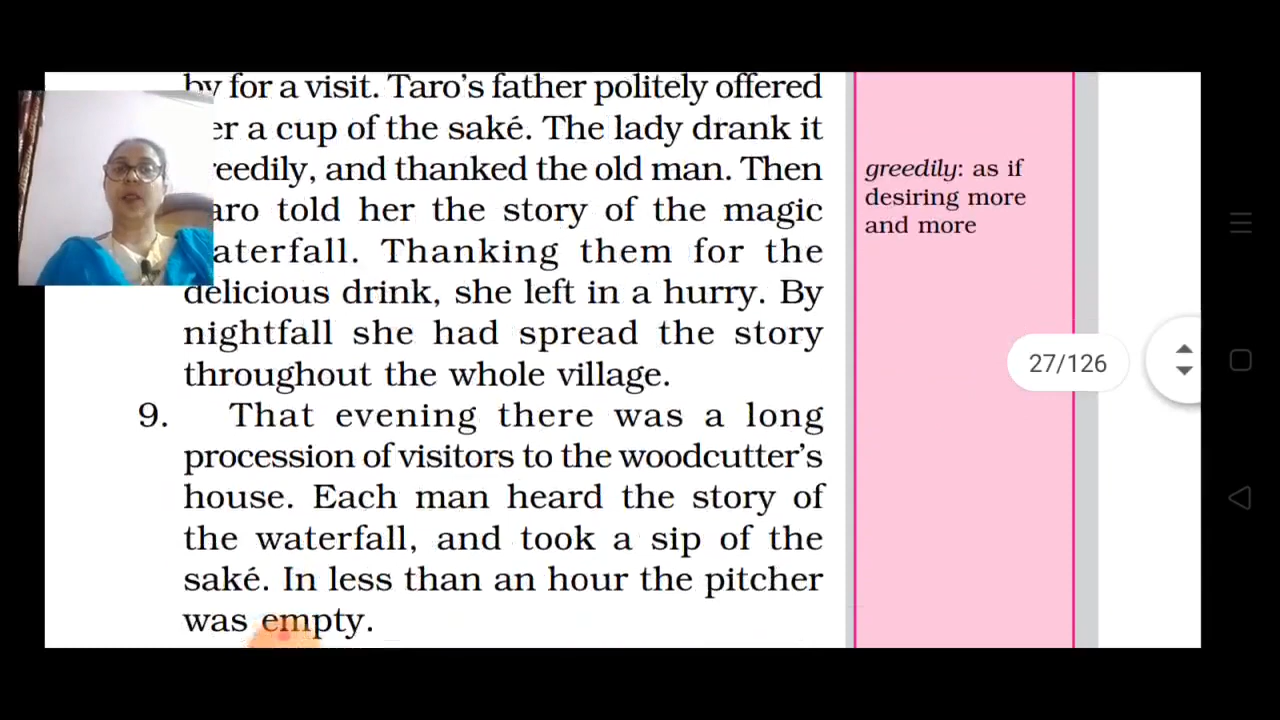 by for a visit. Taro's father politely offered
er a cup of the saké. The lady drank it
reedily, and thanked the old man. Then
aro told her the story of the magic
aterfall. Thanking them for the
delicious drink, she left in a hurry. By
nightfall she had spread the story
throughout the whole village.
9. That evening there was a long
procession of visitors to the woodcutter's
house. Each man heard the story of
the waterfall, and took a sip of the
saké. In less than an hour the pitcher
was empty.
greedily: as if
desiring more
and more
27/126